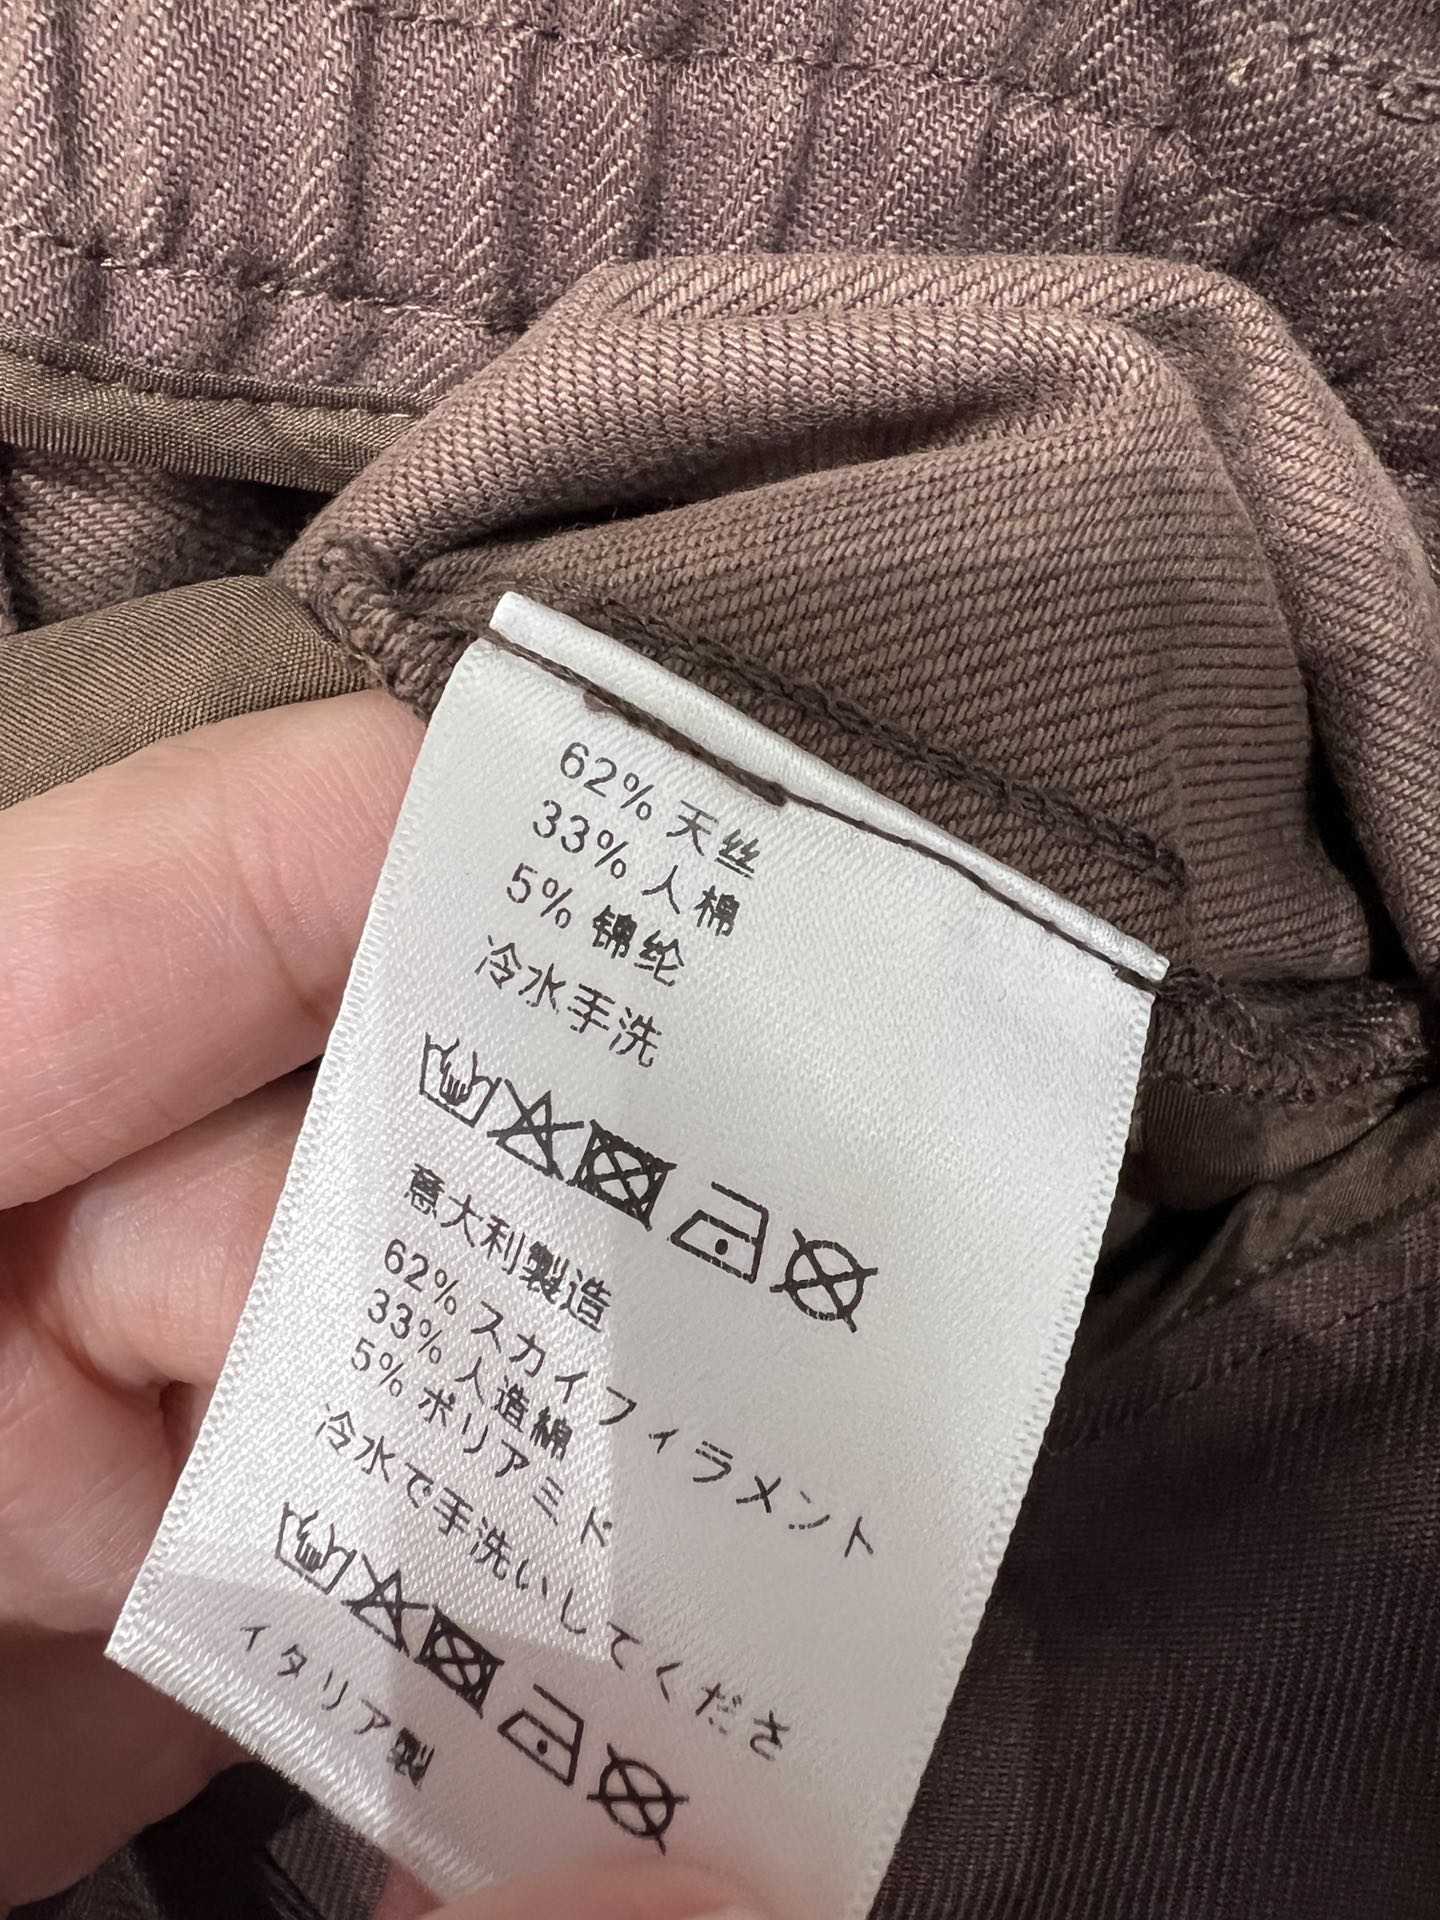 62% 天丝
33% 人棉
5% 锦纶
冷水手洗
意大利製造
62% スカイフィラメント
33% 人造綿
5% ポリアミド
冷水で手洗いしてくださ
イタリア製